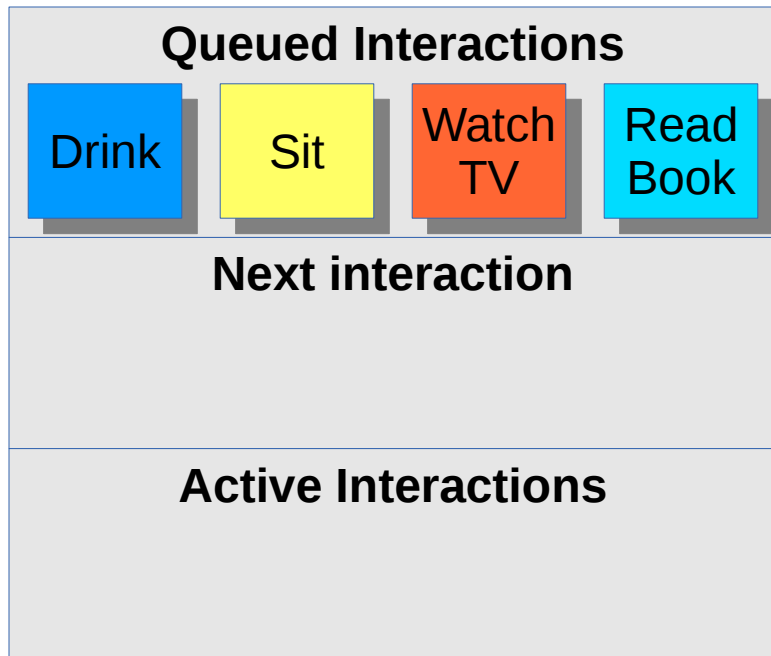 Queued Interactions
Drink
Sit
Watch
TV
Read
Book
Next interaction
Active Interactions